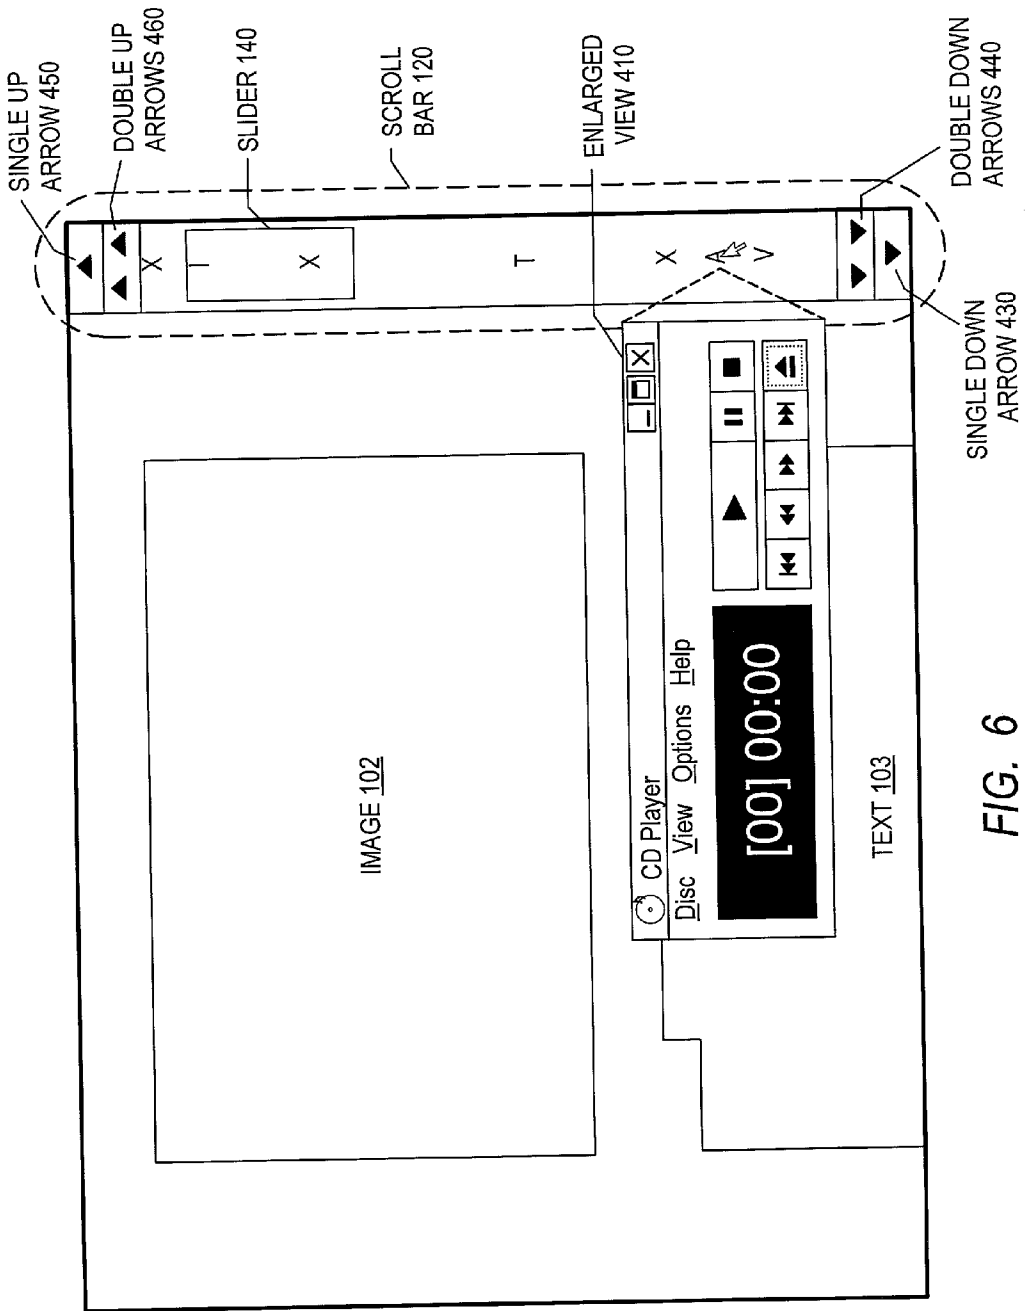 SINGLE UP
ARROW 450
DOUBLE UP
ARROWS 460
SLIDER 140
SCROLL
BAR 120
ENLARGED
VIEW 410
DOUBLE DOWN
ARROWS 440
SINGLE DOWN
ARROW 430
X
I
X
T
X
A
V
IMAGE 102
CD Player
Disc View Options Help
[00] 00:00
TEXT 103
FIG. 6